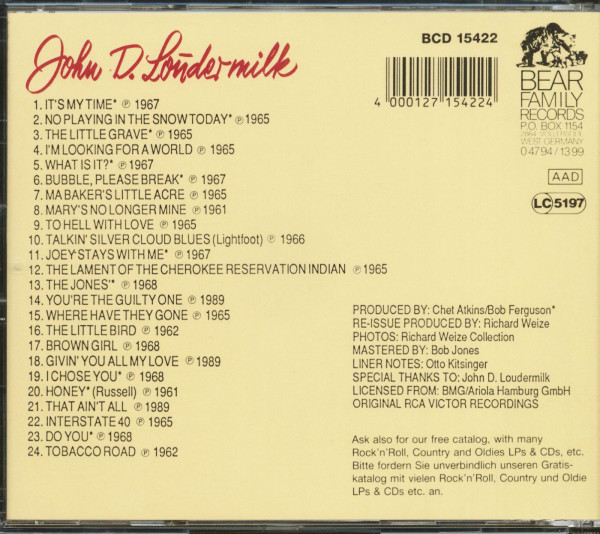 John D. Loudermilk
BCD 15422
4 000127 154224
BEAR
FAMILY
RECORDS
P.O. BOX 1154
WEST GERMANY
0 47 94 / 13 99
AAD
LC 5197
1. IT'S MY TIME* ℗ 1967
2. NO PLAYING IN THE SNOW TODAY* ℗ 1965
3. THE LITTLE GRAVE* ℗ 1965
4. I'M LOOKING FOR A WORLD ℗ 1965
5. WHAT IS IT?* ℗ 1967
6. BUBBLE, PLEASE BREAK* ℗ 1967
7. MA BAKER'S LITTLE ACRE ℗ 1965
8. MARY'S NO LONGER MINE ℗ 1961
9. TO HELL WITH LOVE ℗ 1965
10. TALKIN' SILVER CLOUD BLUES (Lightfoot) ℗ 1966
11. JOEY STAYS WITH ME* ℗ 1967
12. THE LAMENT OF THE CHEROKEE RESERVATION INDIAN ℗ 1965
13. THE JONES'* ℗ 1968
14. YOU'RE THE GUILTY ONE ℗ 1989
15. WHERE HAVE THEY GONE ℗ 1965
16. THE LITTLE BIRD ℗ 1962
17. BROWN GIRL ℗ 1968
18. GIVIN' YOU ALL MY LOVE ℗ 1989
19. I CHOSE YOU* ℗ 1968
20. HONEY* (Russell) ℗ 1961
21. THAT AIN'T ALL ℗ 1989
22. INTERSTATE 40 ℗ 1965
23. DO YOU* ℗ 1968
24. TOBACCO ROAD ℗ 1962
PRODUCED BY: Chet Atkins/Bob Ferguson*
RE-ISSUE PRODUCED BY: Richard Weize
PHOTOS: Richard Weize Collection
MASTERED BY: Bob Jones
LINER NOTES: Otto Kitsinger
SPECIAL THANKS TO: John D. Loudermilk
LICENSED FROM: BMG/Ariola Hamburg GmbH
ORIGINAL RCA VICTOR RECORDINGS
Ask also for our free catalog, with many
Rock'n'Roll, Country and Oldies LPs & CDs, etc.
Bitte fordern Sie unverbindlich unseren Gratis-
katalog mit vielen Rock'n'Roll, Country und Oldie
LPs & CDs etc. an.